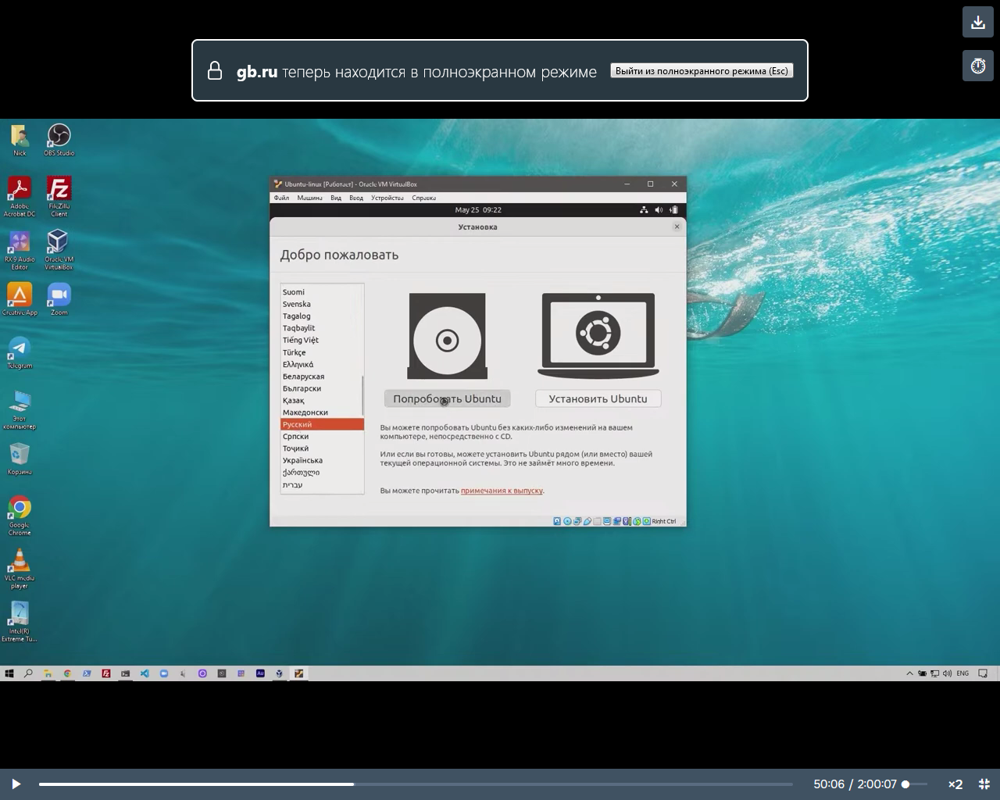 gb.ru теперь находится в полноэкранном режиме
Выйти из полноэкранного режима (Esc)
Nick
OBS Studio
Adobe
Acrobat DC
FileZilla
Client
RX 9 Audio
Editor
Oracle VM
VirtualBox
Creative App
Zoom
Telegram
Этот
компьютер
Корзина
Google
Chrome
VLC media
player
Intel(R)
Extreme Tu...
Ubuntu-linux [Работает] - Oracle VM VirtualBox
Файл Машина Вид Ввод Устройства Справка
May 25 09:22
Установка
Добро пожаловать
Suomi
Svenska
Tagalog
Taqbaylit
Tiếng Việt
Türkçe
Ελληνικά
Беларуская
Български
Қазақ
Македонски
Русский
Српски
Тоҷикӣ
Українська
ქართული
עברית
Попробовать Ubuntu
Установить Ubuntu
Вы можете попробовать Ubuntu без каких-либо изменений на вашем
компьютере, непосредственно с CD.
Или если вы готовы, можете установить Ubuntu рядом (или вместо) вашей
текущей операционной системы. Это не займёт много времени.
Вы можете прочитать примечания к выпуску.
Right Ctrl
Au
ENG
50:06 / 2:00:07
×2